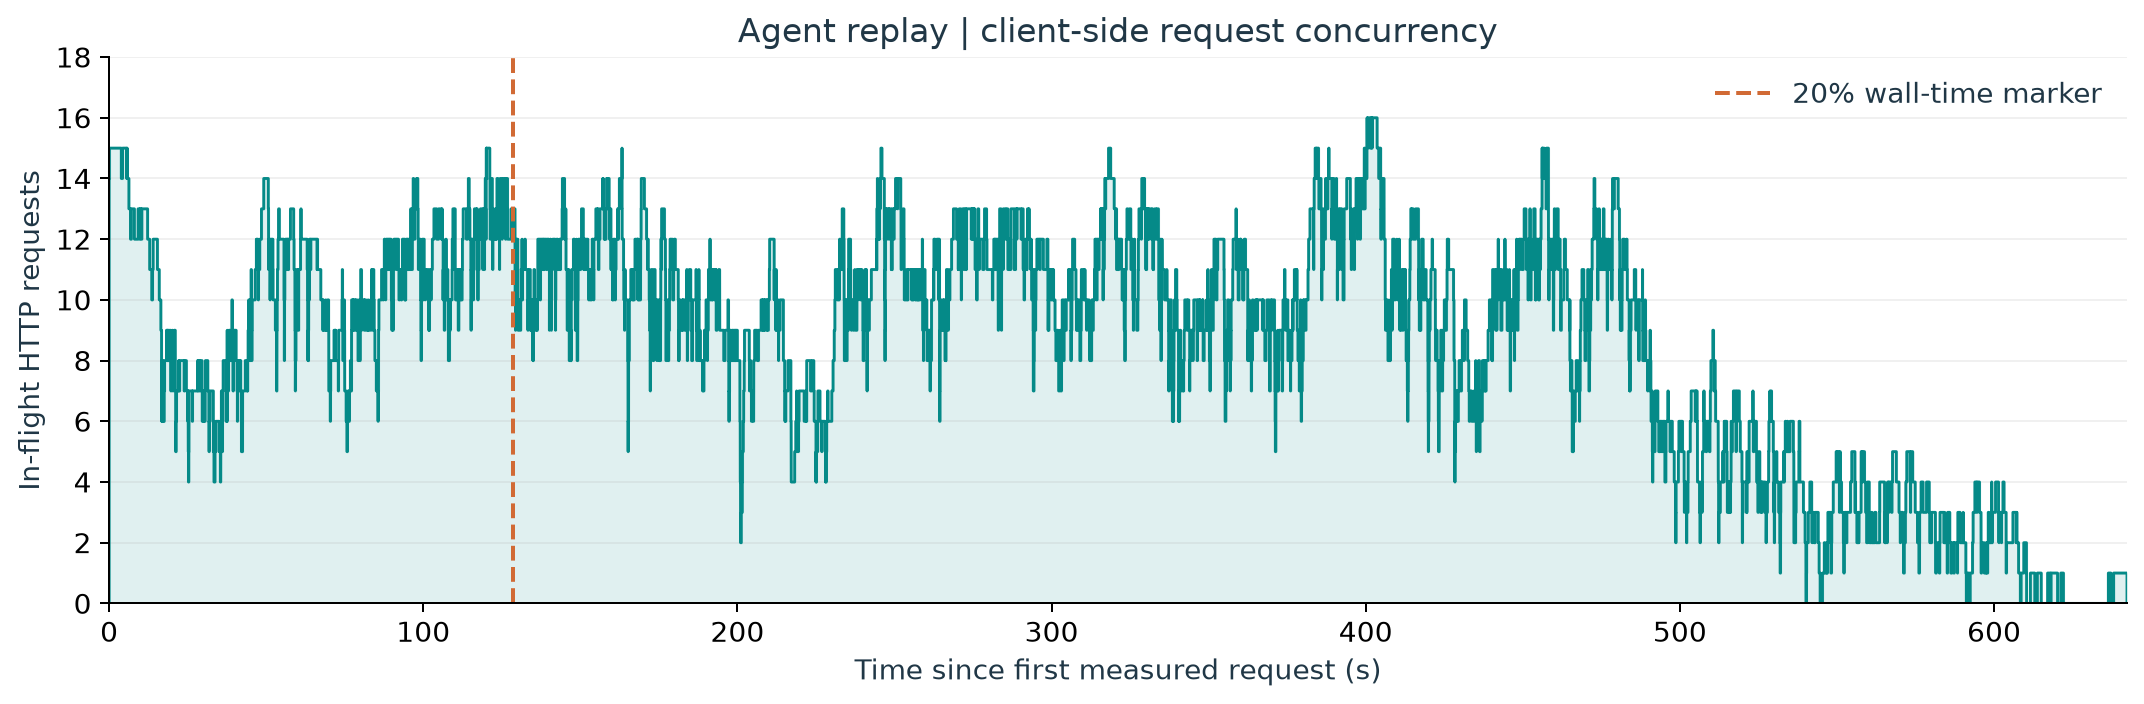 Agent replay | client-side request concurrency
18
16
14
12
10
8
6
4
2
0
In-flight HTTP requests
20% wall-time marker
0 100 200 300 400 500 600
Time since first measured request (s)